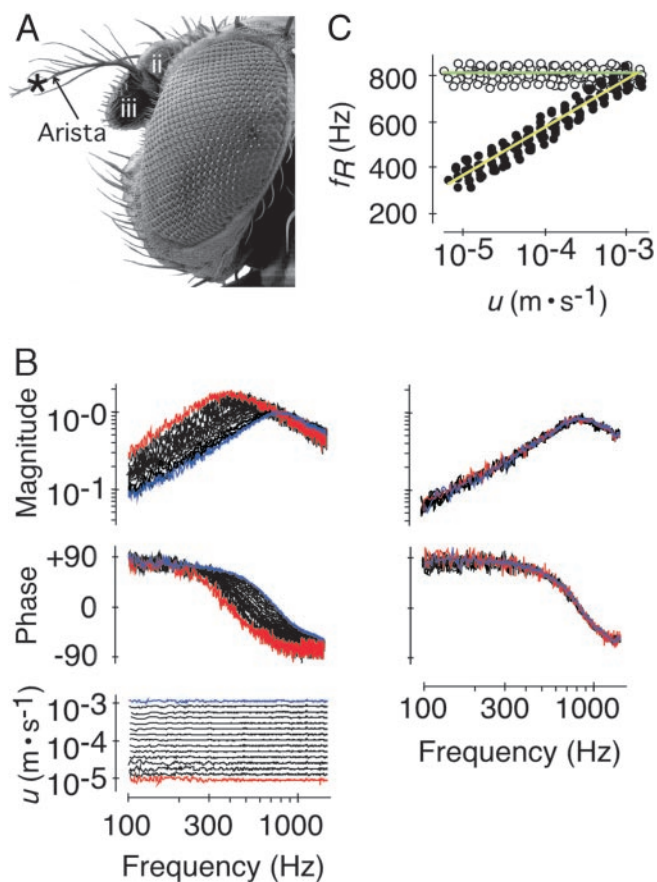 A
ii
iii
*
Arista
C
f_R (Hz)
800
600
400
200
10-5
10-4
10-3
u (m • s-1)
B
Magnitude
10-0
10-1
Phase
+90
0
-90
u (m • s-1)
10-3
10-4
10-5
100
300
1000
Frequency (Hz)
100
300
1000
Frequency (Hz)